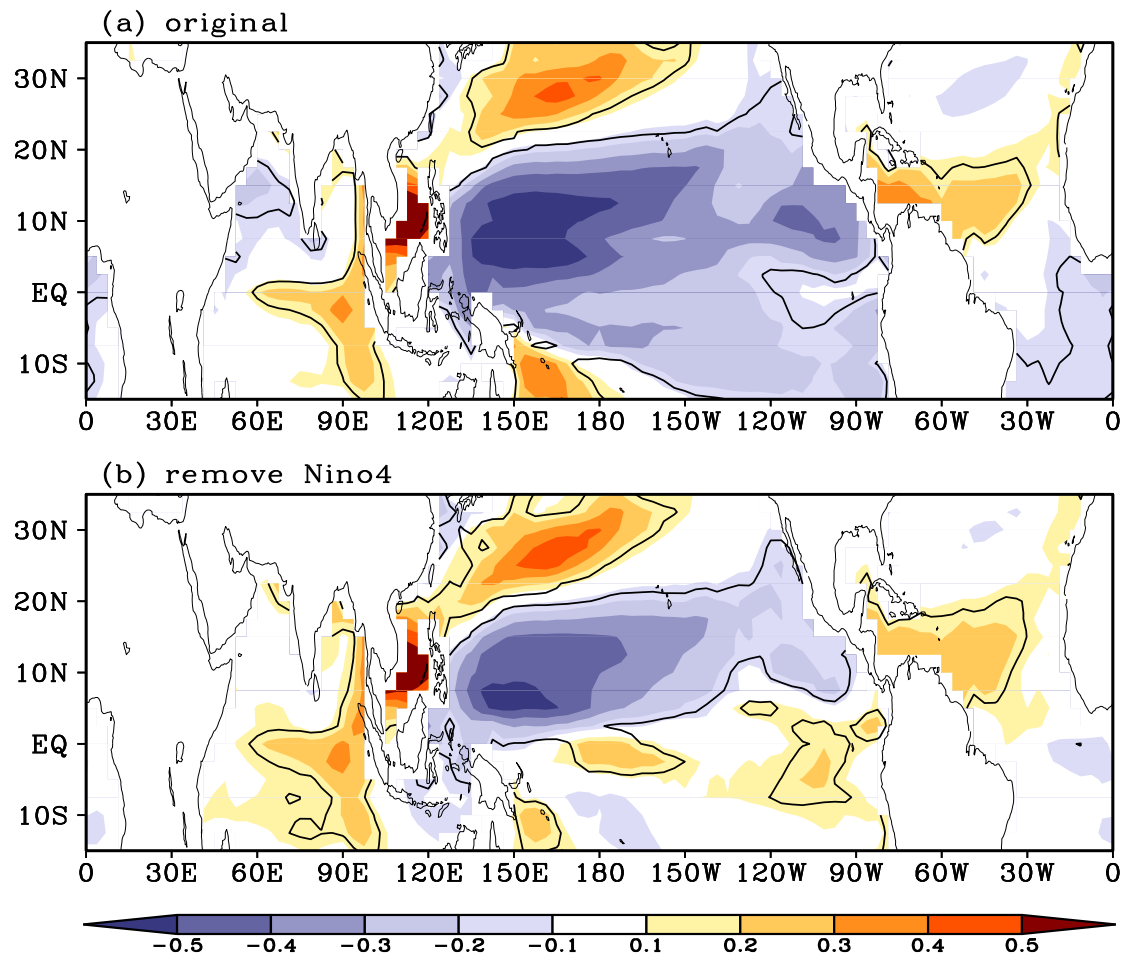 (a) original
30N
20N
10N
EQ
10S
0 30E 60E 90E 120E 150E 180 150W 120W 90W 60W 30W 0
(b) remove Nino4
30N
20N
10N
EQ
10S
0 30E 60E 90E 120E 150E 180 150W 120W 90W 60W 30W 0
-0.5 -0.4 -0.3 -0.2 -0.1 0.1 0.2 0.3 0.4 0.5